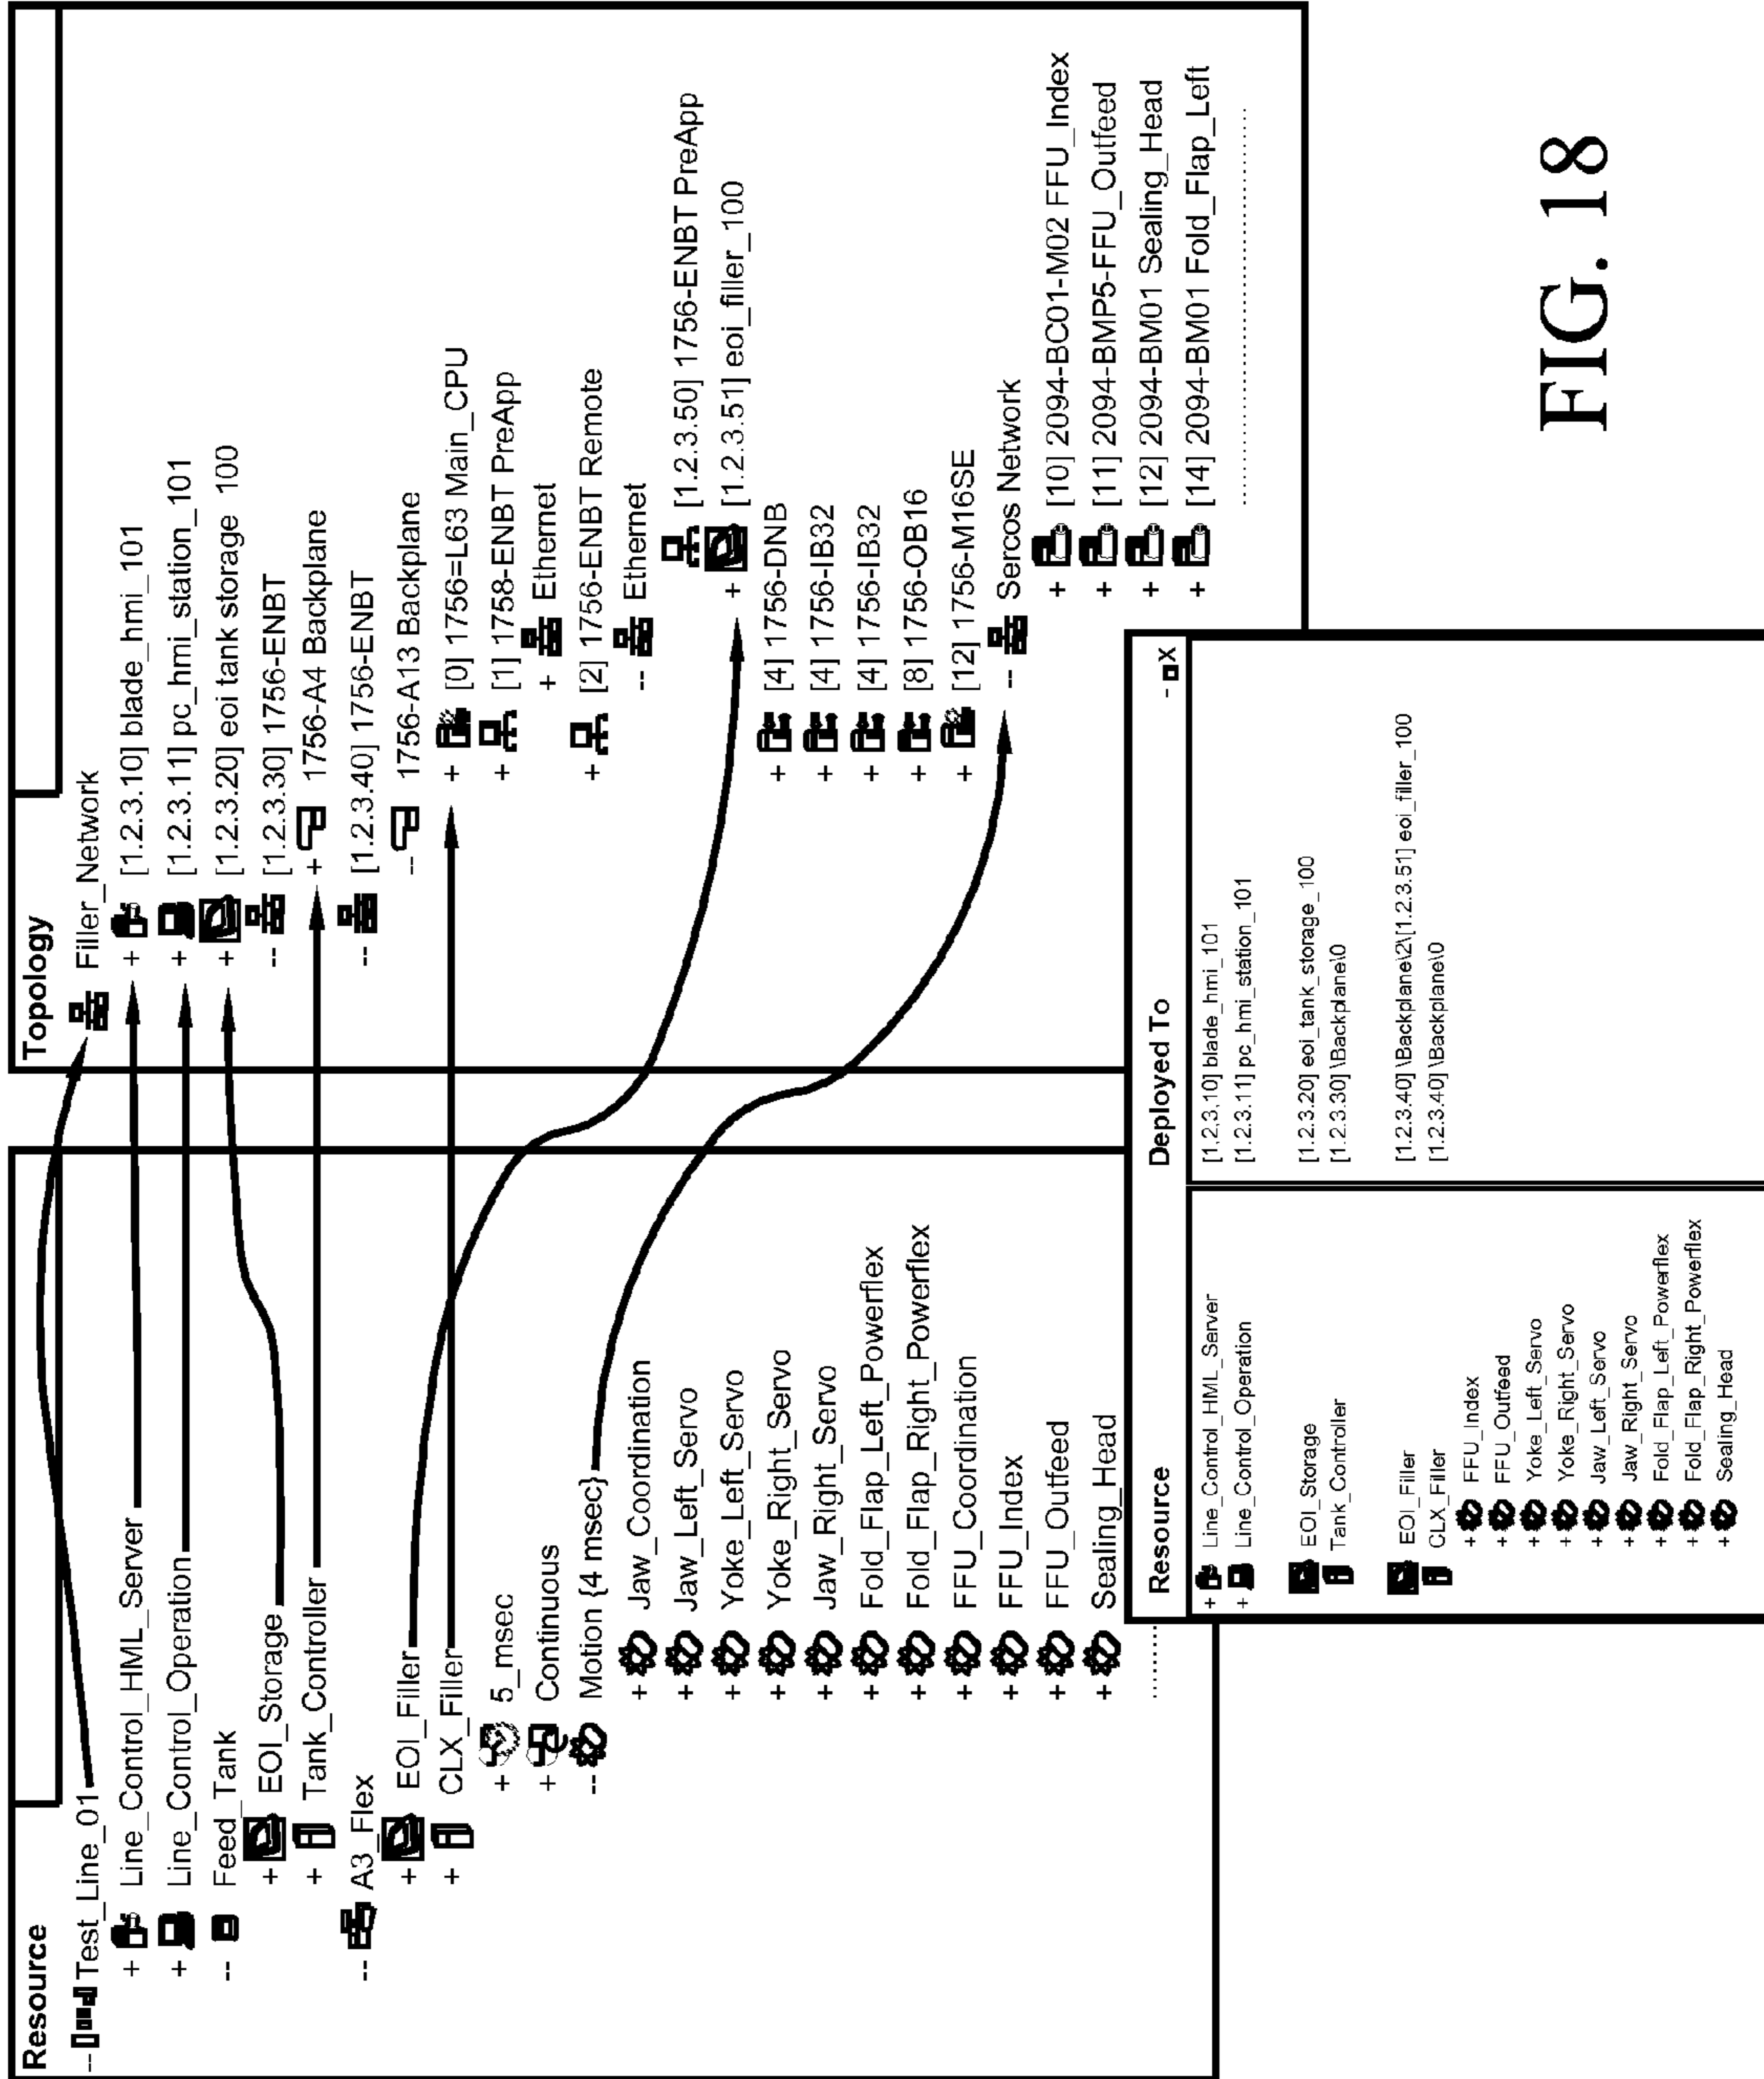 Resource
-- Test_Line_01
+ Line_Control_HML_Server
+ Line_Control_Operation
-- Feed_Tank
+ EOI_Storage
+ Tank_Controller
-- A3_Flex
+ EOI_Filler
+ CLX_Filler
+ 5_msec
+ Continuous
-- Motion {4 msec}
+ Jaw_Coordination
+ Jaw_Left_Servo
+ Yoke_Left_Servo
+ Yoke_Right_Servo
+ Jaw_Right_Servo
+ Fold_Flap_Left_Powerflex
+ Fold_Flap_Right_Powerflex
+ FFU_Coordination
+ FFU_Index
+ FFU_Outfeed
+ Sealing_Head
..........
Topology
Filler_Network
+ [1.2.3.10] blade_hmi_101
+ [1.2.3.11] pc_hmi_station_101
+ [1.2.3.20] eoi tank storage 100
-- [1.2.3.30] 1756-ENBT
+ 1756-A4 Backplane
-- [1.2.3.40] 1756-ENBT
-- 1756-A13 Backplane
+ [0] 1756=L63 Main_CPU
+ [1] 1758-ENBT PreApp
+ Ethernet
+ [2] 1756-ENBT Remote
-- Ethernet
[1.2.3.50] 1756-ENBT PreApp
+ [1.2.3.51] eoi_filler_100
+ [4] 1756-DNB
+ [4] 1756-IB32
+ [4] 1756-IB32
+ [8] 1756-OB16
+ [12] 1756-M16SE
-- Sercos Network
+ [10] 2094-BC01-M02 FFU_Index
+ [11] 2094-BMP5-FFU_Outfeed
+ [12] 2094-BM01 Sealing_Head
+ [14] 2094-BM01 Fold_Flap_Left
..............................
Resource
+ Line_Control_HML_Server
+ Line_Control_Operation
EOI_Storage
Tank_Controller
EOI_Filler
CLX_Filler
+ FFU_Index
+ FFU_Outfeed
+ Yoke_Left_Servo
+ Yoke_Right_Servo
+ Jaw_Left_Servo
+ Jaw_Right_Servo
+ Fold_Flap_Left_Powerflex
+ Fold_Flap_Right_Powerflex
+ Sealing_Head
Deployed To - X
[1,2,3,10] blade_hmi_101
[1.2.3.11] pc_hmi_station_101
[1.2.3.20] eoi_tank_storage_100
[1.2.3.30] \Backplane\0
[1.2.3.40] \Backplane\2\[1.2.3.51] eoi_filler_100
[1.2.3.40] \Backplane\0
FIG. 18